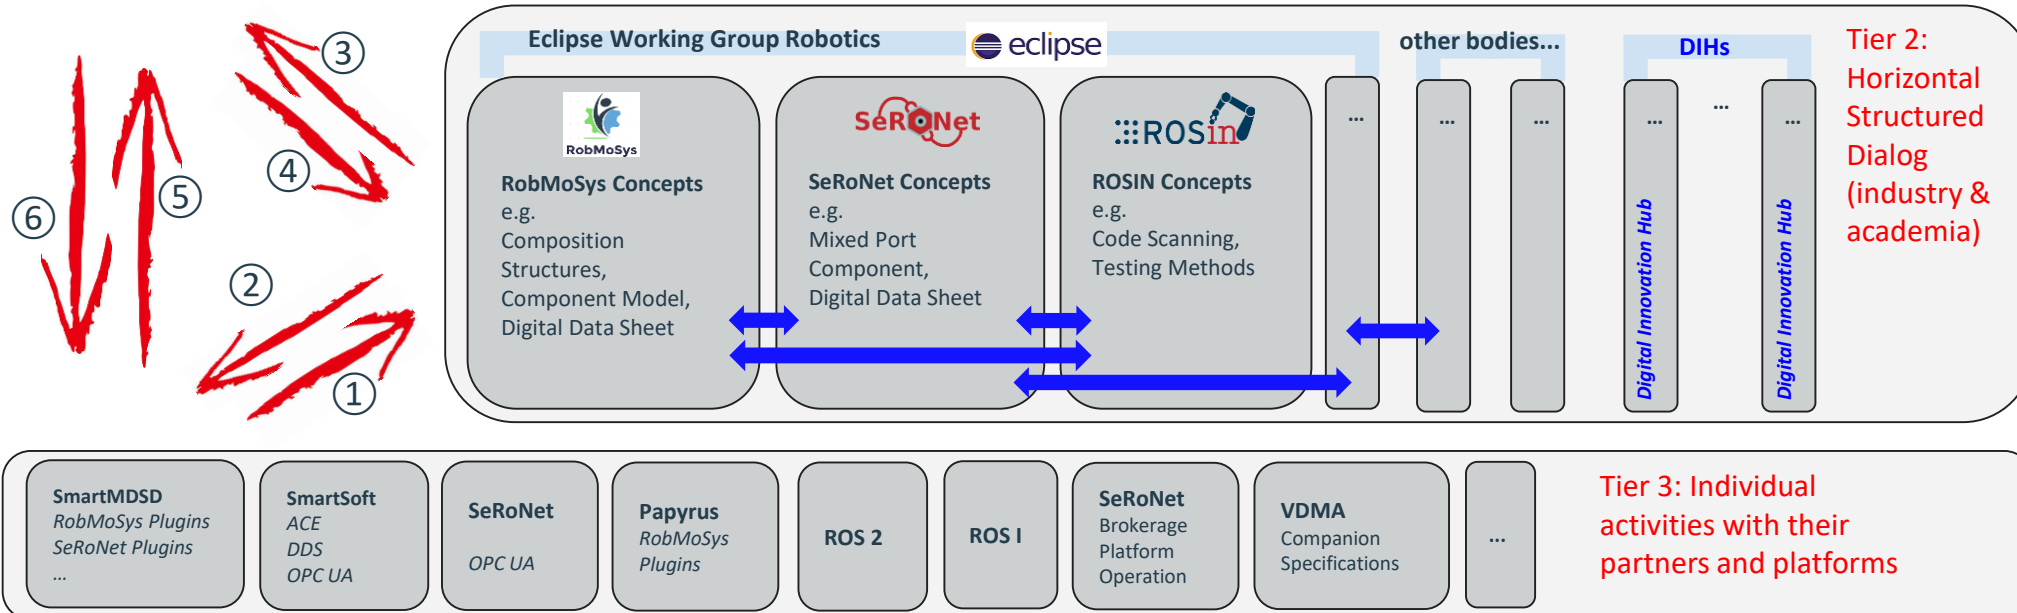 ③
④
⑤
⑥
②
①
Eclipse Working Group Robotics
eclipse
other bodies...
DIHs
Tier 2:
Horizontal
Structured
Dialog
(industry &
academia)
RobMoSys
RobMoSys Concepts
e.g.
Composition
Structures,
Component Model,
Digital Data Sheet
SeRoNet
SeRoNet Concepts
e.g.
Mixed Port
Component,
Digital Data Sheet
:::ROSin
ROSIN Concepts
e.g.
Code Scanning,
Testing Methods
...
...
...
...
...
...
Digital Innovation Hub
Digital Innovation Hub
SmartMDSD
RobMoSys Plugins
SeRoNet Plugins
...
SmartSoft
ACE
DDS
OPC UA
SeRoNet
OPC UA
Papyrus
RobMoSys
Plugins
ROS 2
ROS I
SeRoNet
Brokerage
Platform
Operation
VDMA
Companion
Specifications
...
Tier 3: Individual
activities with their
partners and platforms